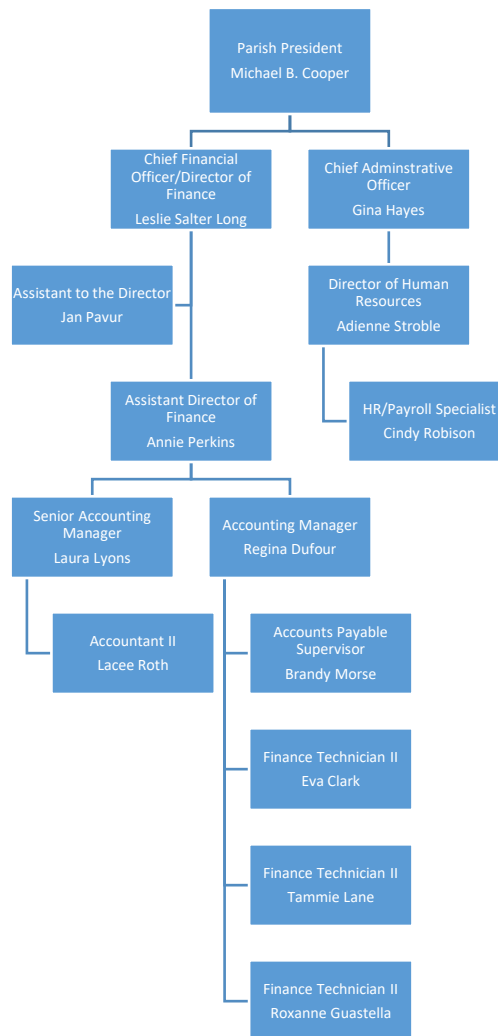 Parish President
Michael B. Cooper
Chief Financial
Officer/Director of
Finance
Leslie Salter Long
Chief Adminstrative
Officer
Gina Hayes
Assistant to the Director
Jan Pavur
Director of Human
Resources
Adienne Stroble
Assistant Director of
Finance
Annie Perkins
HR/Payroll Specialist
Cindy Robison
Senior Accounting
Manager
Laura Lyons
Accounting Manager
Regina Dufour
Accountant II
Lacee Roth
Accounts Payable
Supervisor
Brandy Morse
Finance Technician II
Eva Clark
Finance Technician II
Tammie Lane
Finance Technician II
Roxanne Guastella